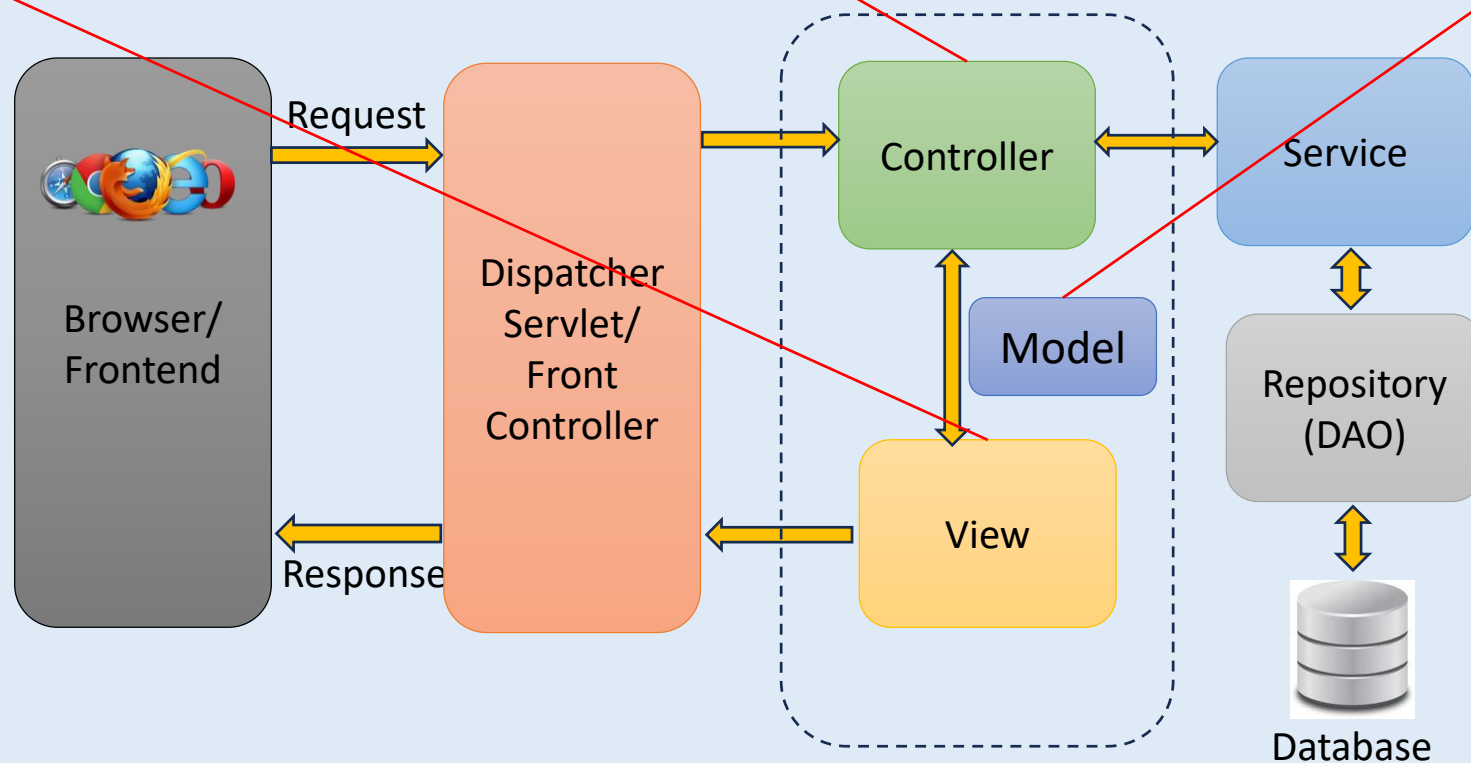 Browser/
Frontend
Request
Response
Dispatcher
Servlet/
Front
Controller
Controller
Model
View
Service
Repository
(DAO)
Database